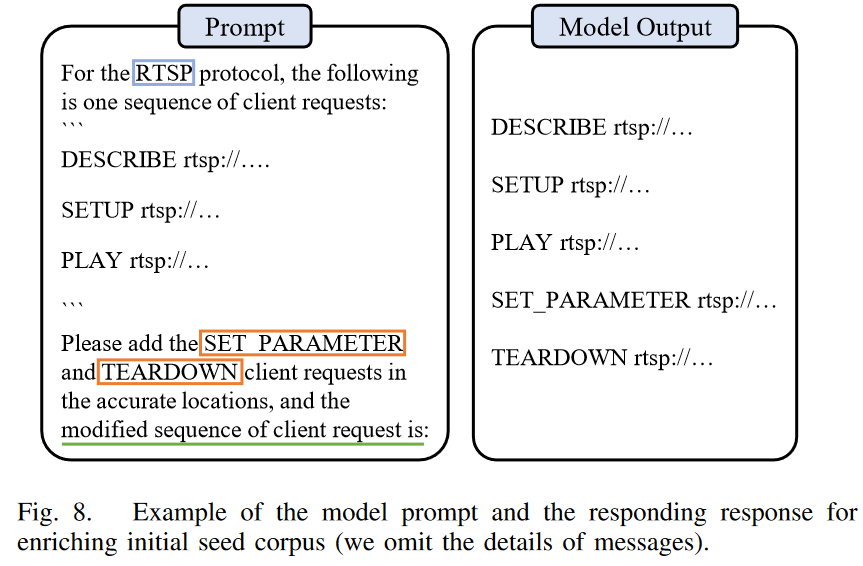 Prompt
For the RTSP protocol, the following
is one sequence of client requests:
```
DESCRIBE rtsp://....
SETUP rtsp://...
PLAY rtsp://...
```
Please add the SET_PARAMETER
and TEARDOWN client requests in
the accurate locations, and the
modified sequence of client request is:
Model Output
DESCRIBE rtsp://...
SETUP rtsp://...
PLAY rtsp://...
SET_PARAMETER rtsp://...
TEARDOWN rtsp://...
Fig. 8. Example of the model prompt and the responding response for
enriching initial seed corpus (we omit the details of messages).